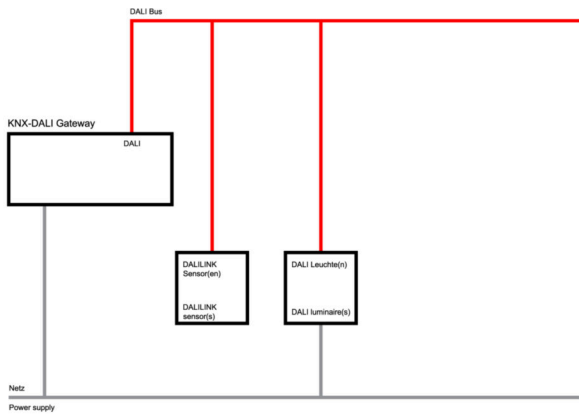 DALI Bus
KNX-DALI Gateway
DALI
DALILINK
Sensor(en)
DALILINK
sensor(s)
DALI Leuchte(n)
DALI luminaire(s)
Netz
Power supply